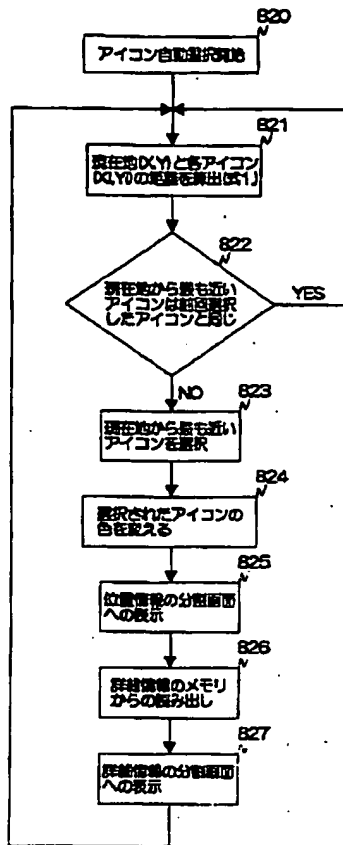 820
アイコン自動選択開始
821
現在地(X,Y)と各アイコン
(Xi,Yi)の距離を算出「式1」
822
現在地から最も近い
アイコンは前回選択
したアイコンと同じ
YES
NO
823
現在地から最も近い
アイコンを選択
824
選択されたアイコンの
色を変える
825
位置情報の分割画面
への表示
826
詳細情報のメモリ
からの読み出し
827
詳細情報の分割画面
への表示